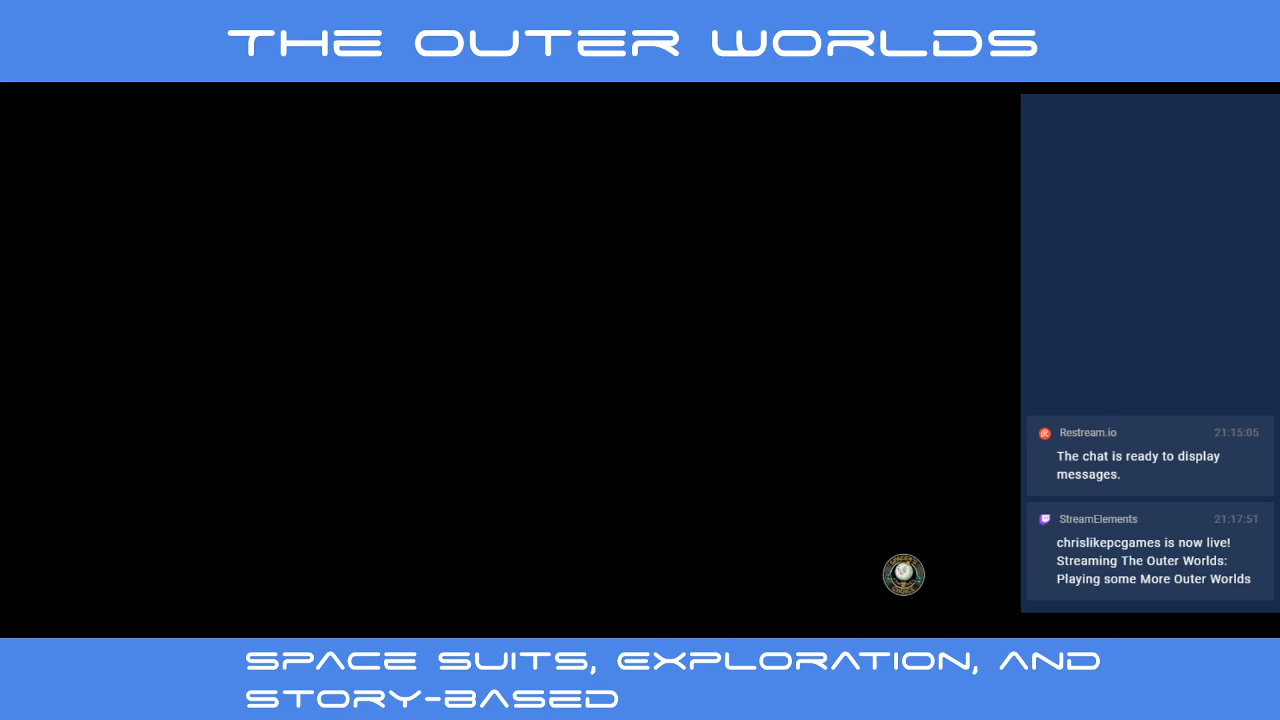 THE OUTER WORLDS
Restream.io 21:15:05
The chat is ready to display
messages.
StreamElements 21:17:51
chrislikepcgames is now live!
Streaming The Outer Worlds:
Playing some More Outer Worlds
SPACER'S
CHOICE
SPACE SUITS, EXPLORATION, AND
STORY-BASED